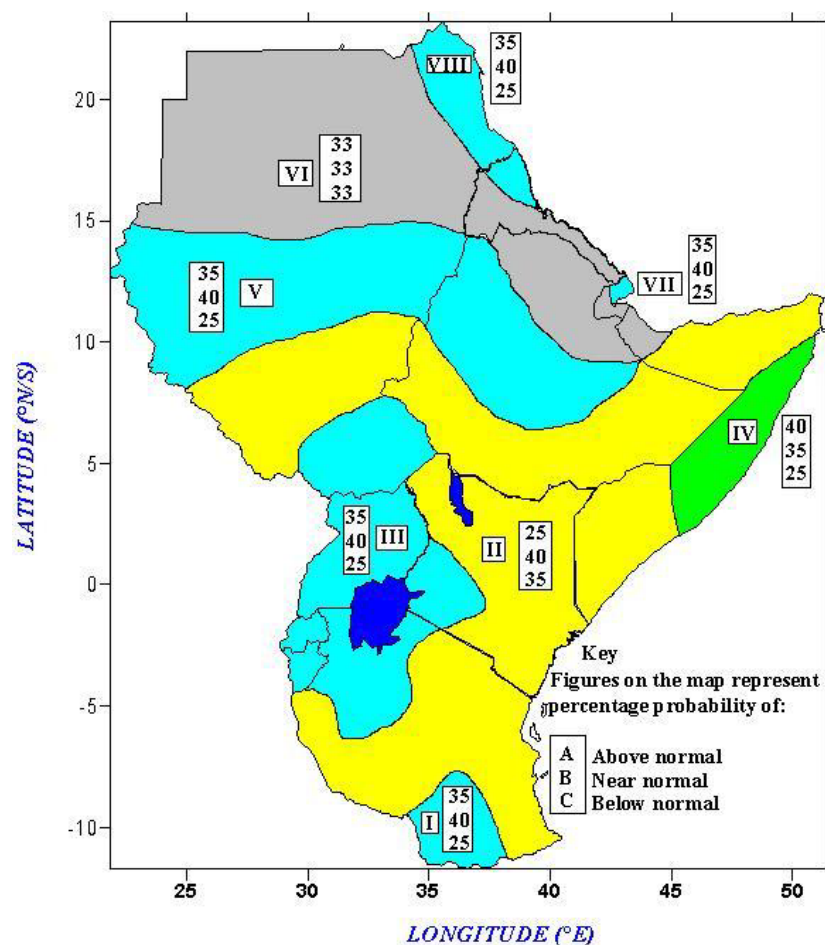 35
VIII 40
25
20
33
VI 33
33
15
35
35
V 40
VII 40
25
25
10
LATITUDE (°N/S)
40
IV 35
25
5
35
III 40
25
25
II 40
35
0
Key
Figures on the map represent
percentage probability of:
-5
A Above normal
B Near normal
C Below normal
35
I 40
25
-10
25 30 35 40 45 50
LONGITUDE (°E)